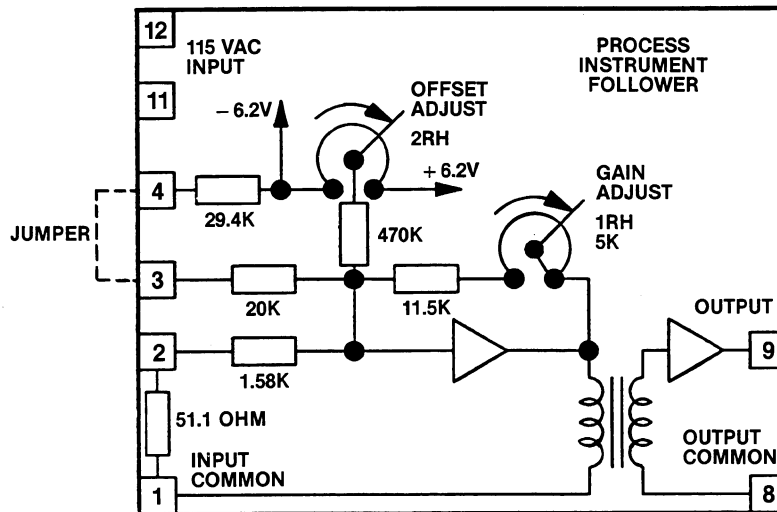 12
115 VAC
INPUT
PROCESS
INSTRUMENT
FOLLOWER
11
− 6.2V
OFFSET
ADJUST
2RH
4
+ 6.2V
GAIN
ADJUST
1RH
5K
29.4K
470K
JUMPER
3
20K
11.5K
2
1.58K
OUTPUT
9
51.1 OHM
INPUT
COMMON
OUTPUT
COMMON
1
8